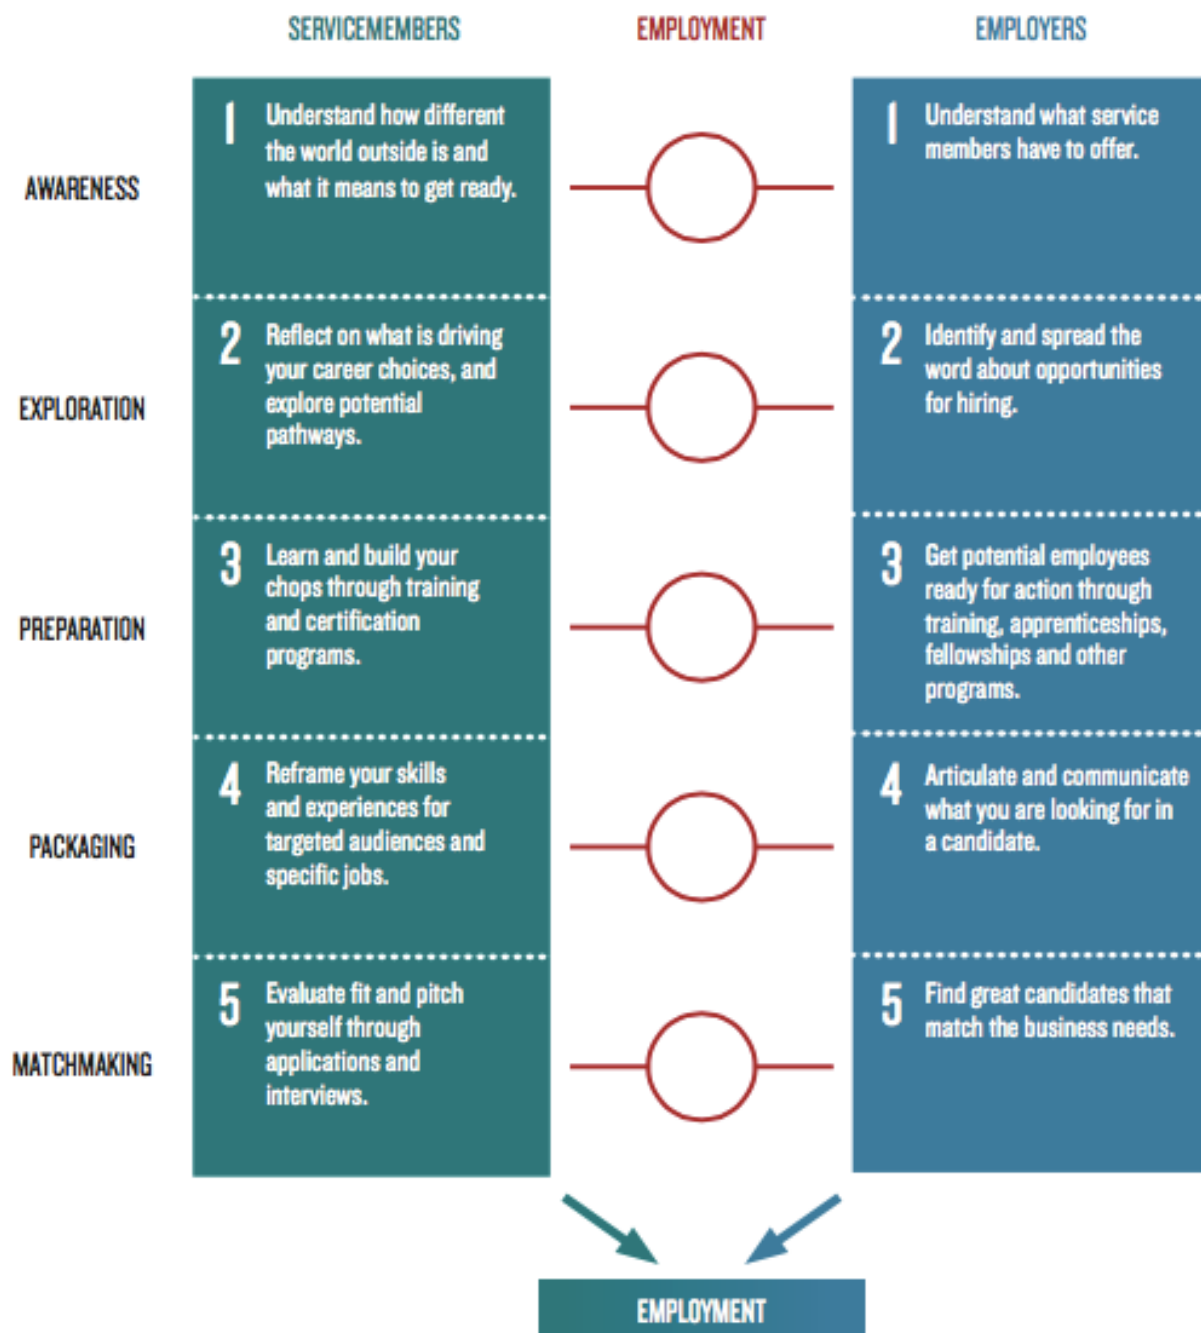 SERVICEMEMBERS
EMPLOYMENT
EMPLOYERS
AWARENESS
1
Understand how different
the world outside is and
what it means to get ready.
1
Understand what service
members have to offer.
EXPLORATION
2
Reflect on what is driving
your career choices, and
explore potential
pathways.
2
Identify and spread the
word about opportunities
for hiring.
PREPARATION
3
Learn and build your
chops through training
and certification
programs.
3
Get potential employees
ready for action through
training, apprenticeships,
fellowships and other
programs.
PACKAGING
4
Reframe your skills
and experiences for
targeted audiences and
specific jobs.
4
Articulate and communicate
what you are looking for in
a candidate.
MATCHMAKING
5
Evaluate fit and pitch
yourself through
applications and
interviews.
5
Find great candidates that
match the business needs.
EMPLOYMENT